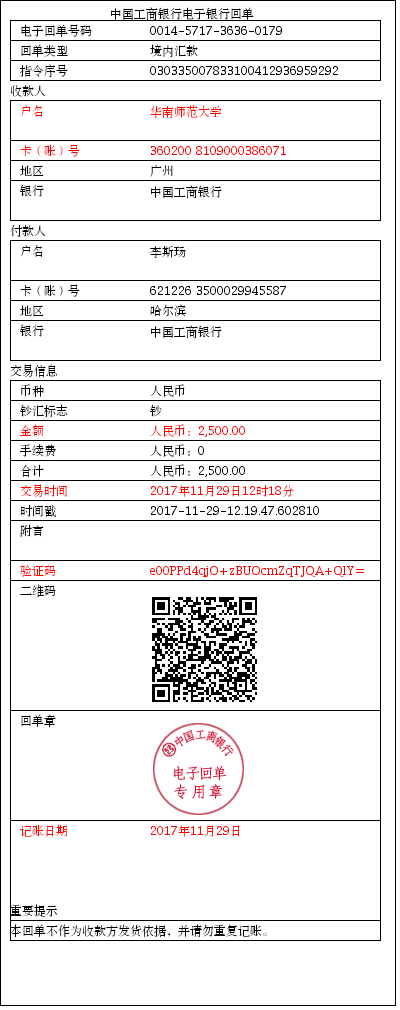 中国工商银行电子银行回单
电子回单号码 0014-5717-3636-0179
回单类型 境内汇款
指令序号 030335007833100412936959292
收款人
户名 华南师范大学
卡（账）号 360200 8109000386071
地区 广州
银行 中国工商银行
付款人
户名 李斯玚
卡（账）号 621226 3500029945587
地区 哈尔滨
银行 中国工商银行
交易信息
币种 人民币
钞汇标志 钞
金额 人民币：2,500.00
手续费 人民币：0
合计 人民币：2,500.00
交易时间 2017年11月29日12时18分
时间戳 2017-11-29-12.19.47.602810
附言
验证码 e00PPd4qjO+zBUOcmZqTJQA+QlY=
二维码
回单章
中国工商银行
电子回单
专用章
记账日期 2017年11月29日
重要提示
本回单不作为收款方发货依据，并请勿重复记账。